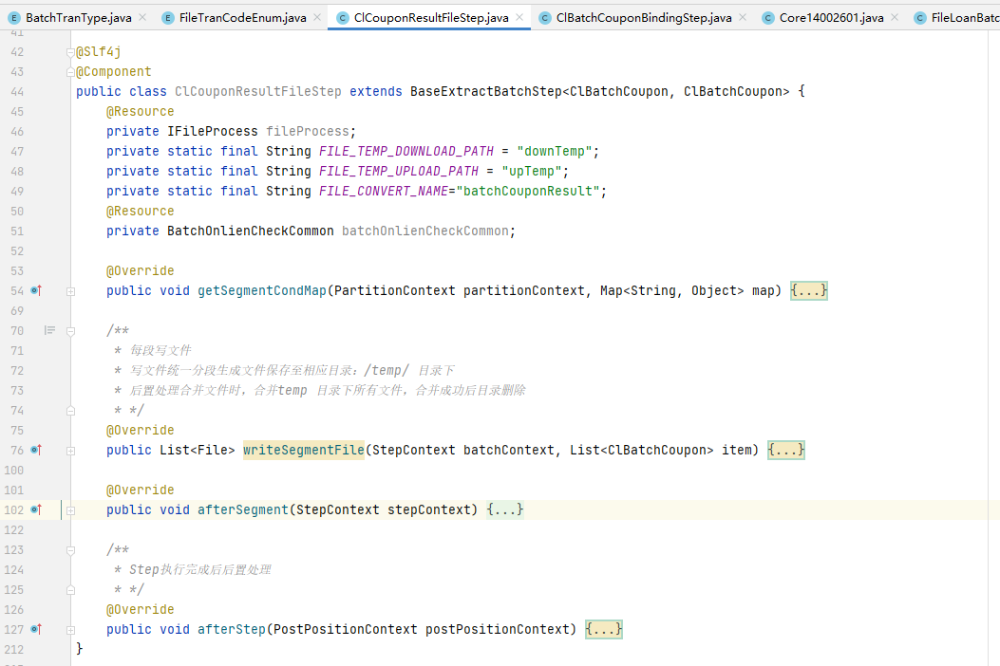 BatchTranType.java FileTranCodeEnum.java ClCouponResultFileStep.java ClBatchCouponBindingStep.java Core14002601.java FileLoanBatc
41
42 @Slf4j
43 @Component
44 public class ClCouponResultFileStep extends BaseExtractBatchStep<ClBatchCoupon, ClBatchCoupon> {
45 @Resource
46 private IFileProcess fileProcess;
47 private static final String FILE_TEMP_DOWNLOAD_PATH = "downTemp";
48 private static final String FILE_TEMP_UPLOAD_PATH = "upTemp";
49 private static final String FILE_CONVERT_NAME="batchCouponResult";
50 @Resource
51 private BatchOnlienCheckCommon batchOnlienCheckCommon;
52
53 @Override
54 public void getSegmentCondMap(PartitionContext partitionContext, Map<String, Object> map) {...}
69
70 /**
71 * 每段写文件
72 * 写文件统一分段生成文件保存至相应目录：/temp/ 目录下
73 * 后置处理合并文件时，合并temp 目录下所有文件，合并成功后目录删除
74 * */
75 @Override
76 public List<File> writeSegmentFile(StepContext batchContext, List<ClBatchCoupon> item) {...}
100
101 @Override
102 public void afterSegment(StepContext stepContext) {...}
122
123 /**
124 * Step执行完成后后置处理
125 * */
126 @Override
127 public void afterStep(PostPositionContext postPositionContext) {...}
212 }